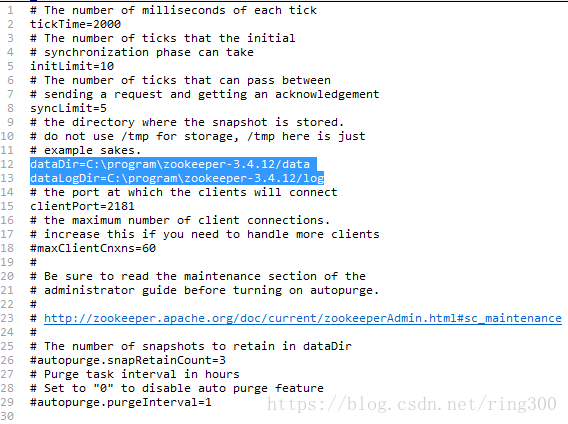 1 # The number of milliseconds of each tick
2 tickTime=2000
3 # The number of ticks that the initial
4 # synchronization phase can take
5 initLimit=10
6 # The number of ticks that can pass between
7 # sending a request and getting an acknowledgement
8 syncLimit=5
9 # the directory where the snapshot is stored.
10 # do not use /tmp for storage, /tmp here is just
11 # example sakes.
12 dataDir=C:\program\zookeeper-3.4.12/data
13 dataLogDir=C:\program\zookeeper-3.4.12/log
14 # the port at which the clients will connect
15 clientPort=2181
16 # the maximum number of client connections.
17 # increase this if you need to handle more clients
18 #maxClientCnxns=60
19 #
20 # Be sure to read the maintenance section of the
21 # administrator guide before turning on autopurge.
22 #
23 # http://zookeeper.apache.org/doc/current/zookeeperAdmin.html#sc_maintenance
24 #
25 # The number of snapshots to retain in dataDir
26 #autopurge.snapRetainCount=3
27 # Purge task interval in hours
28 # Set to "0" to disable auto purge feature
29 #autopurge.purgeInterval=1
30
https://blog.csdn.net/ring300